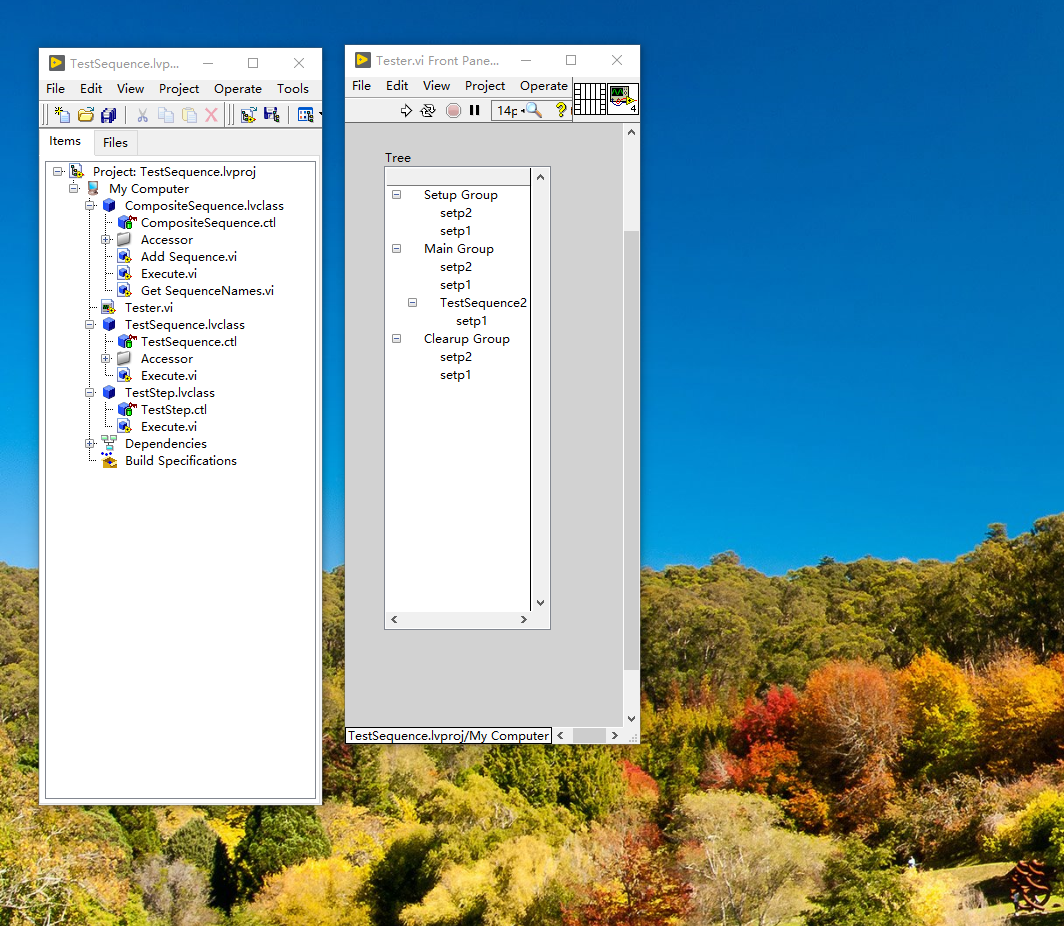 TestSequence.lvp...
File Edit View Project Operate Tools
Items Files
Project: TestSequence.lvproj
My Computer
CompositeSequence.lvclass
CompositeSequence.ctl
Accessor
Add Sequence.vi
Execute.vi
Get SequenceNames.vi
Tester.vi
TestSequence.lvclass
TestSequence.ctl
Accessor
Execute.vi
TestStep.lvclass
TestStep.ctl
Execute.vi
Dependencies
Build Specifications
Tester.vi Front Pane...
File Edit View Project Operate
14p
4
Tree
Setup Group
setp2
setp1
Main Group
setp2
setp1
TestSequence2
setp1
Clearup Group
setp2
setp1
TestSequence.lvproj/My Computer